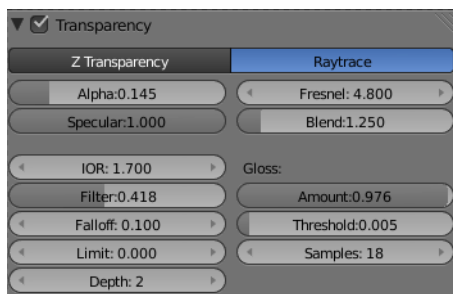 Transparency
Z Transparency
Raytrace
Alpha:0.145
Fresnel: 4.800
Specular:1.000
Blend:1.250
IOR: 1.700
Gloss:
Filter:0.418
Amount:0.976
Falloff: 0.100
Threshold:0.005
Limit: 0.000
Samples: 18
Depth: 2